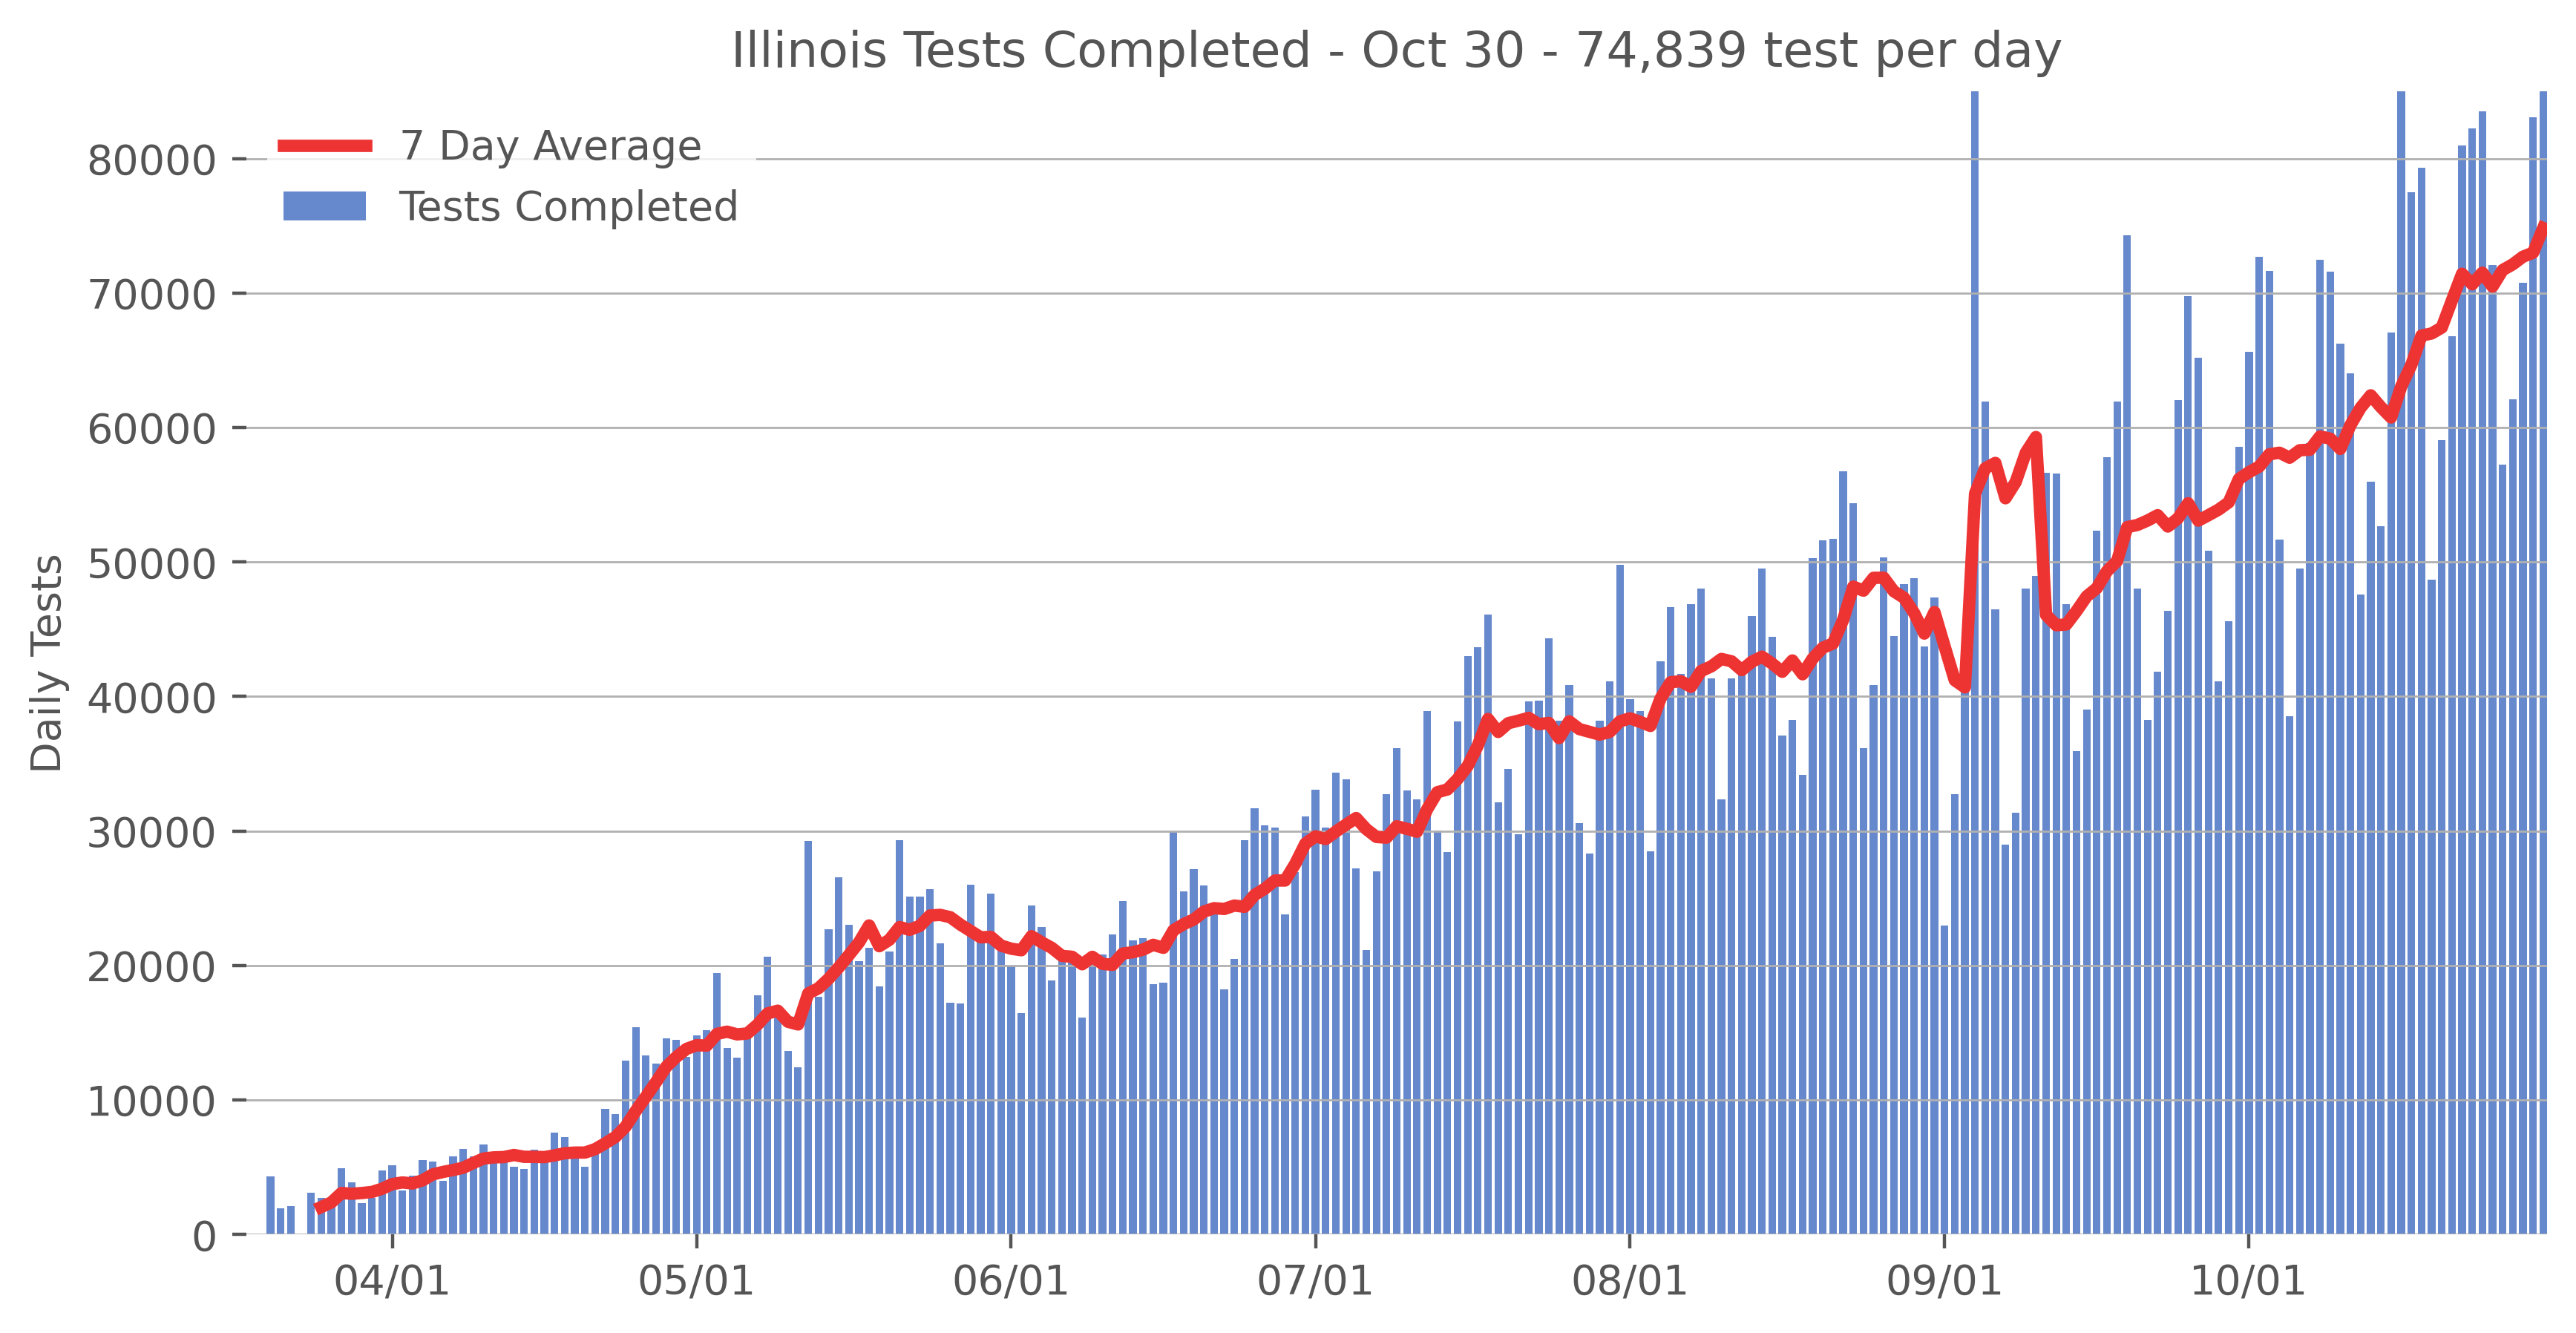 Illinois Tests Completed - Oct 30 - 74,839 test per day
7 Day Average
Tests Completed
Daily Tests
80000
70000
60000
50000
40000
30000
20000
10000
0
04/01 05/01 06/01 07/01 08/01 09/01 10/01